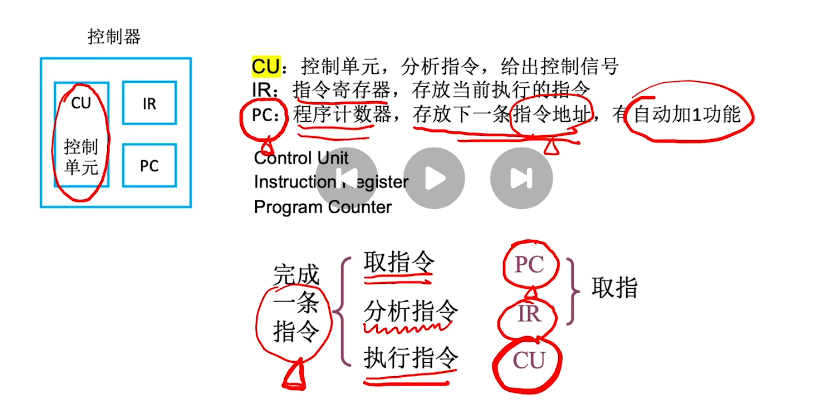 控制器
CU
控制
单元
IR
PC
CU：控制单元，分析指令，给出控制信号
IR：指令寄存器，存放当前执行的指令
PC：程序计数器，存放下一条指令地址，有自动加1功能
Control Unit
Instruction Register
Program Counter
完成
一条
指令
取指令
分析指令
执行指令
PC
IR
CU
取指